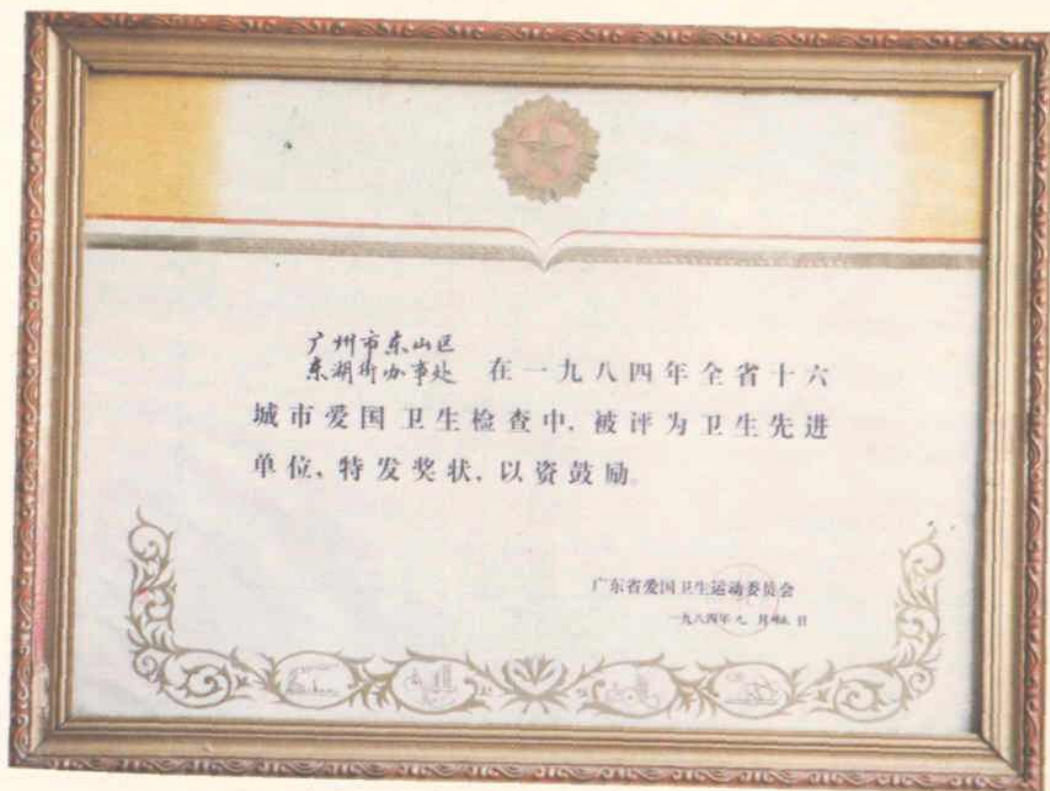 广州市东山区
东湖街办事处 在一九八四年全省十六
城市爱国卫生检查中，被评为卫生先进
单位，特发奖状，以资鼓励。
广东省爱国卫生运动委员会
一九八四年九月 日